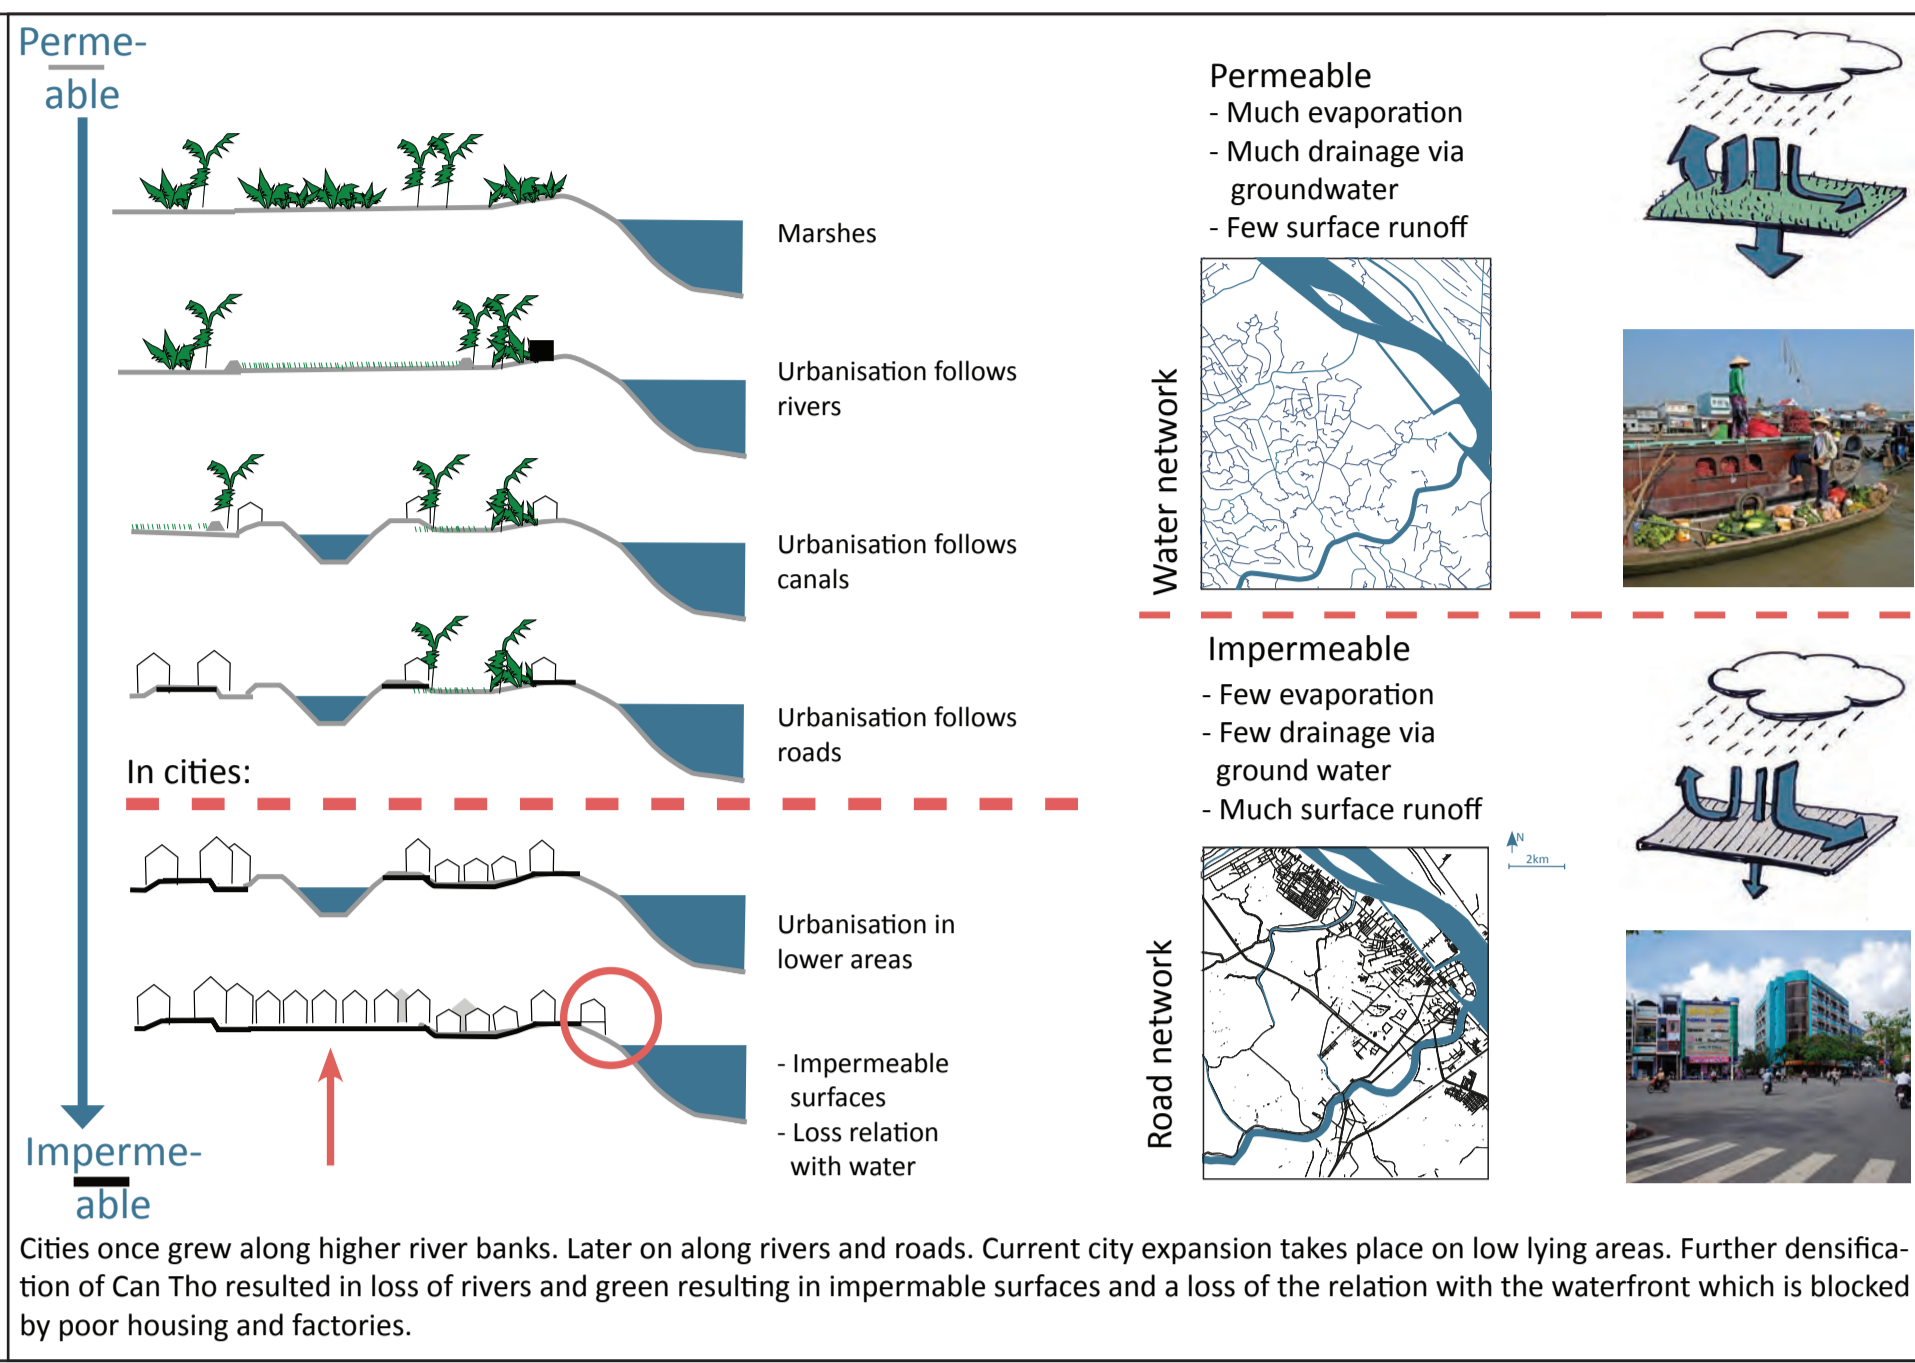 Perme-
able
Marshes
Urbanisation follows
rivers
Urbanisation follows
canals
Urbanisation follows
roads
In cities:
Urbanisation in
lower areas
- Impermeable
surfaces
- Loss relation
with water
Imperme-
able
Permeable
- Much evaporation
- Much drainage via
groundwater
- Few surface runoff
Water network
Impermeable
- Few evaporation
- Few drainage via
ground water
- Much surface runoff
N
2km
Road network
Cities once grew along higher river banks. Later on along rivers and roads. Current city expansion takes place on low lying areas. Further densifica-
tion of Can Tho resulted in loss of rivers and green resulting in impermable surfaces and a loss of the relation with the waterfront which is blocked
by poor housing and factories.